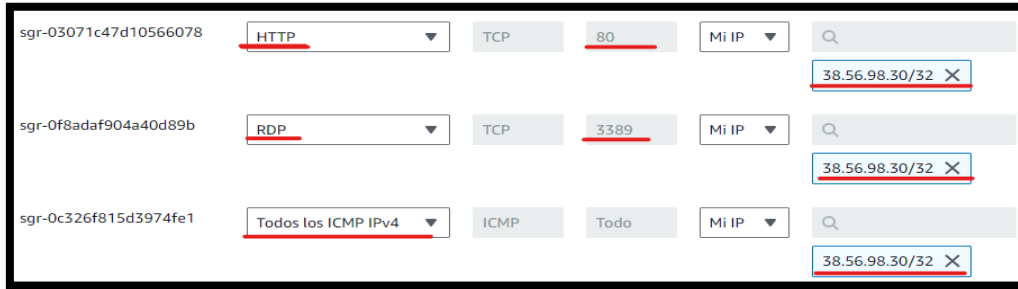 sgr-03071c47d10566078 HTTP TCP 80 Mi IP
38.56.98.30/32
sgr-0f8adaf904a40d89b RDP TCP 3389 Mi IP
38.56.98.30/32
sgr-0c326f815d3974fe1 Todos los ICMP IPv4 ICMP Todo Mi IP
38.56.98.30/32